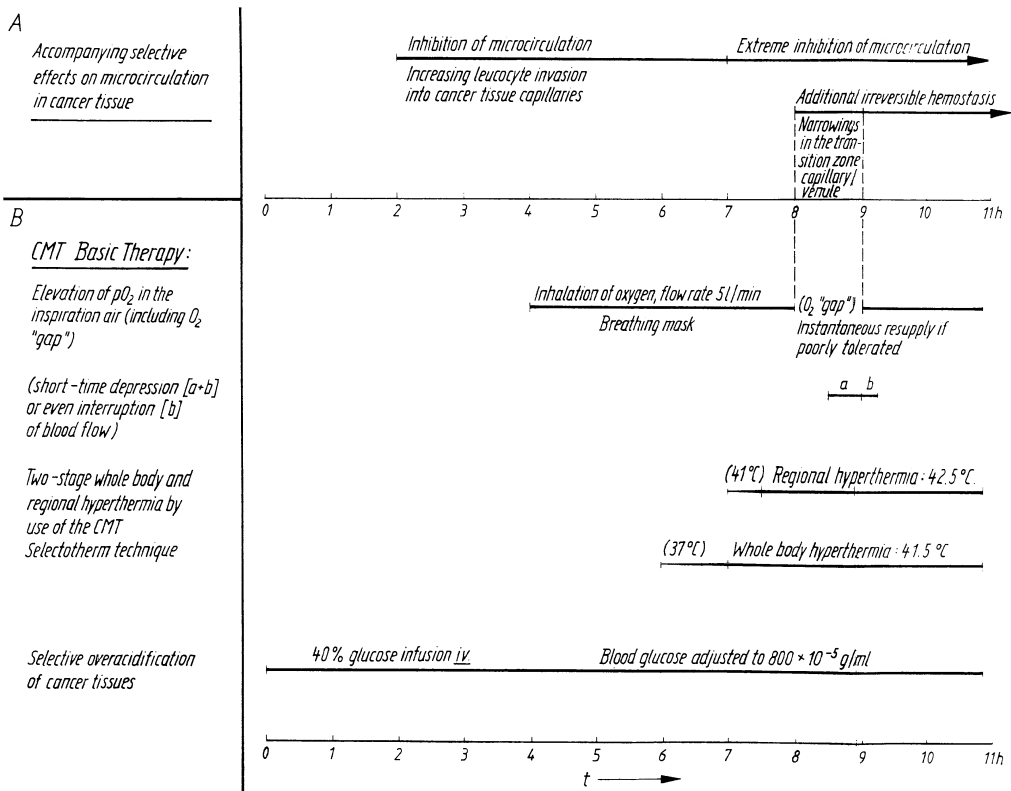 A
Accompanying selective
effects on microcirculation
in cancer tissue
Inhibition of microcirculation
Extreme inhibition of microcirculation
Increasing leucocyte invasion
into cancer tissue capillaries
Additional irreversible hemostasis
Narrowings
in the tran-
sition zone
capillary/
venule
0 1 2 3 4 5 6 7 8 9 10 11h
B
CMT Basic Therapy:
Elevation of pO2 in the
inspiration air (including O2
"gap")
Inhalation of oxygen, flow rate 5l/min
(O2 "gap")
Breathing mask
Instantaneous resupply if
poorly tolerated
(short-time depression [a+b]
or even interruption [b]
of blood flow)
a b
Two-stage whole body and
regional hyperthermia by
use of the CMT
Selectotherm technique
(41°C) Regional hyperthermia: 42.5°C.
(37°C) Whole body hyperthermia: 41.5 °C
Selective overacidification
of cancer tissues
40% glucose infusion iv.
Blood glucose adjusted to 800 × 10⁻⁵ g/ml
0 1 2 3 4 5 6 7 8 9 10 11h
t